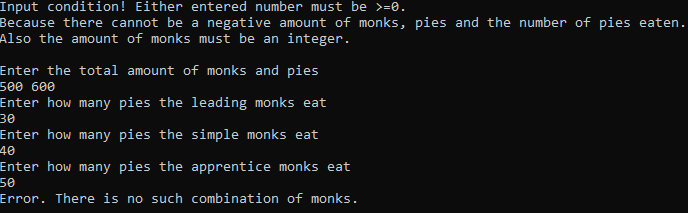 Input condition! Either entered number must be >=0.
Because there cannot be a negative amount of monks, pies and the number of pies eaten.
Also the amount of monks must be an integer.
Enter the total amount of monks and pies
500 600
Enter how many pies the leading monks eat
30
Enter how many pies the simple monks eat
40
Enter how many pies the apprentice monks eat
50
Error. There is no such combination of monks.